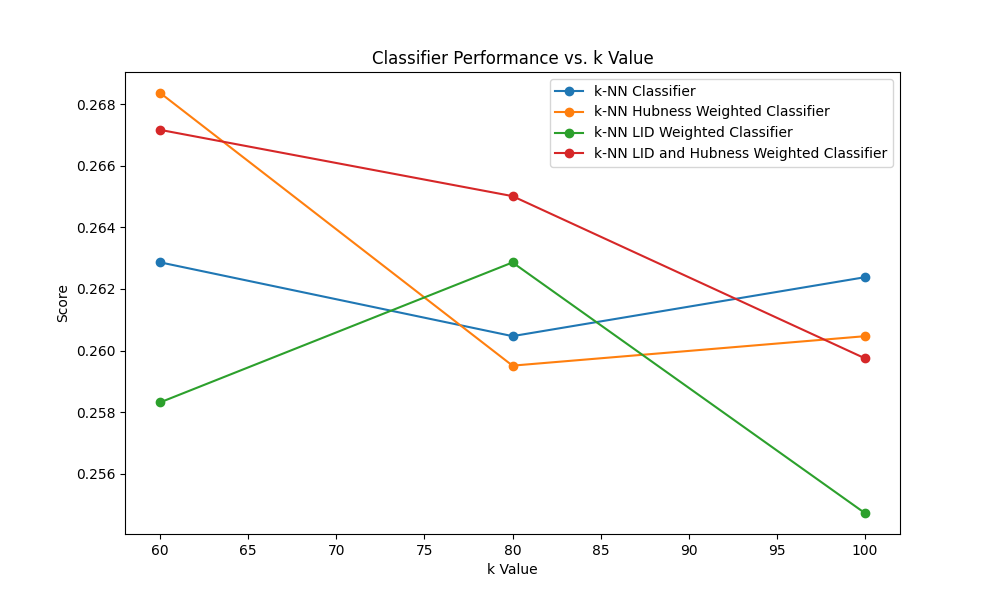 Classifier Performance vs. k Value
k-NN Classifier
k-NN Hubness Weighted Classifier
k-NN LID Weighted Classifier
k-NN LID and Hubness Weighted Classifier
Score
0.268
0.266
0.264
0.262
0.260
0.258
0.256
60 65 70 75 80 85 90 95 100
k Value